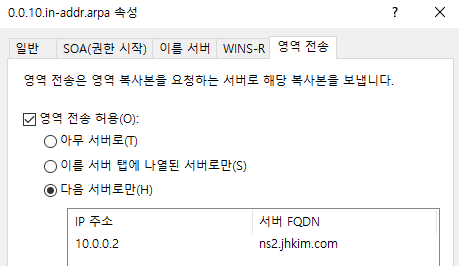 0.0.10.in-addr.arpa 속성
일반 SOA(권한 시작) 이름 서버 WINS-R 영역 전송
영역 전송은 영역 복사본을 요청하는 서버로 해당 복사본을 보냅니다.
영역 전송 허용(O):
아무 서버로(T)
이름 서버 탭에 나열된 서버로만(S)
다음 서버로만(H)
IP 주소 서버 FQDN
10.0.0.2 ns2.jhkim.com